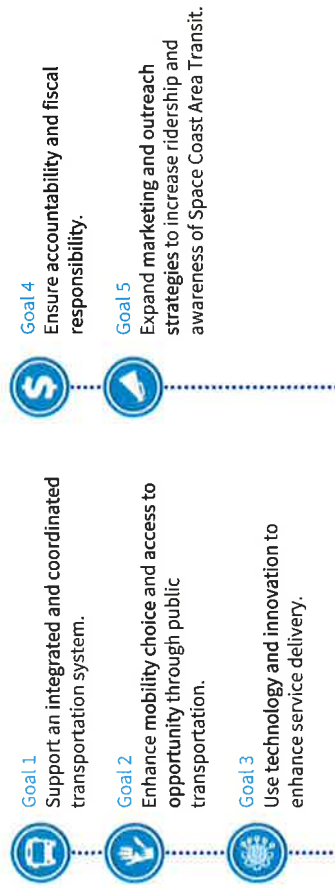 Goal 1
Support an integrated and coordinated
transportation system.
Goal 2
Enhance mobility choice and access to
opportunity through public
transportation.
Goal 3
Use technology and innovation to
enhance service delivery.
Goal 4
Ensure accountability and fiscal
responsibility.
Goal 5
Expand marketing and outreach
strategies to increase ridership and
awareness of Space Coast Area Transit.
$